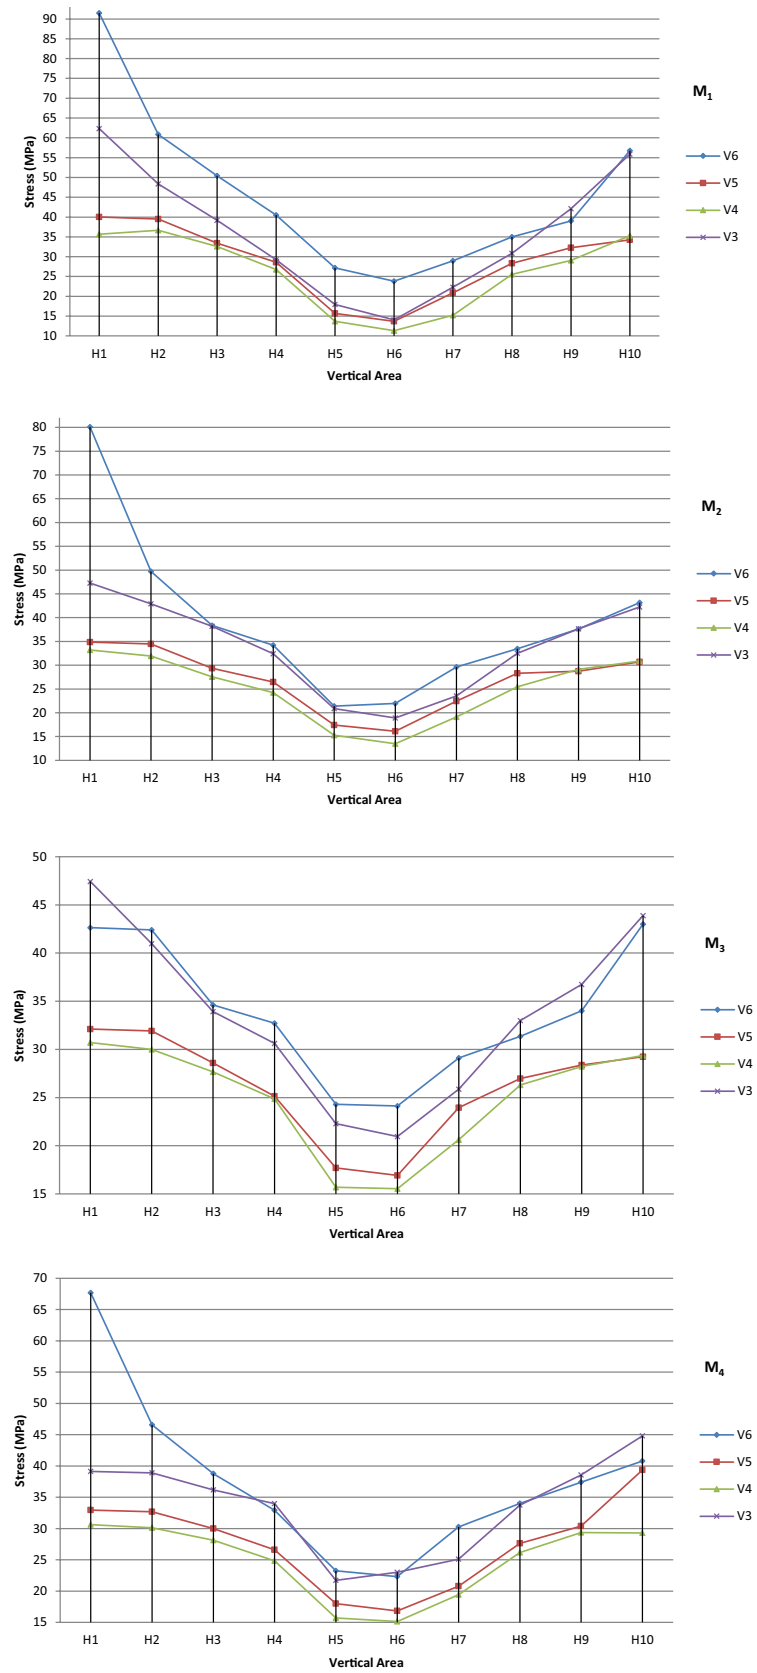 90
85
80
75
70
65
60
55
50
45
40
35
30
25
20
15
10
Stress (MPa)
H1 H2 H3 H4 H5 H6 H7 H8 H9 H10
Vertical Area
M1
V6
V5
V4
V3
80
75
70
65
60
55
50
45
40
35
30
25
20
15
10
Stress (MPa)
H1 H2 H3 H4 H5 H6 H7 H8 H9 H10
Vertical Area
M2
V6
V5
V4
V3
50
45
40
35
30
25
20
15
Stress (MPa)
H1 H2 H3 H4 H5 H6 H7 H8 H9 H10
Vertical Area
M3
V6
V5
V4
V3
70
65
60
55
50
45
40
35
30
25
20
15
Stress (MPa)
H1 H2 H3 H4 H5 H6 H7 H8 H9 H10
Vertical Area
M4
V6
V5
V4
V3